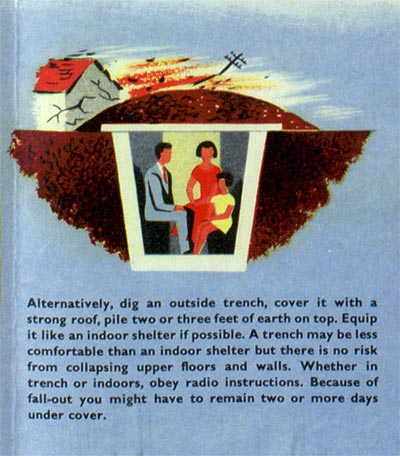 Alternatively, dig an outside trench, cover it with a
strong roof, pile two or three feet of earth on top. Equip
it like an indoor shelter if possible. A trench may be less
comfortable than an indoor shelter but there is no risk
from collapsing upper floors and walls. Whether in
trench or indoors, obey radio instructions. Because of
fall-out you might have to remain two or more days
under cover.